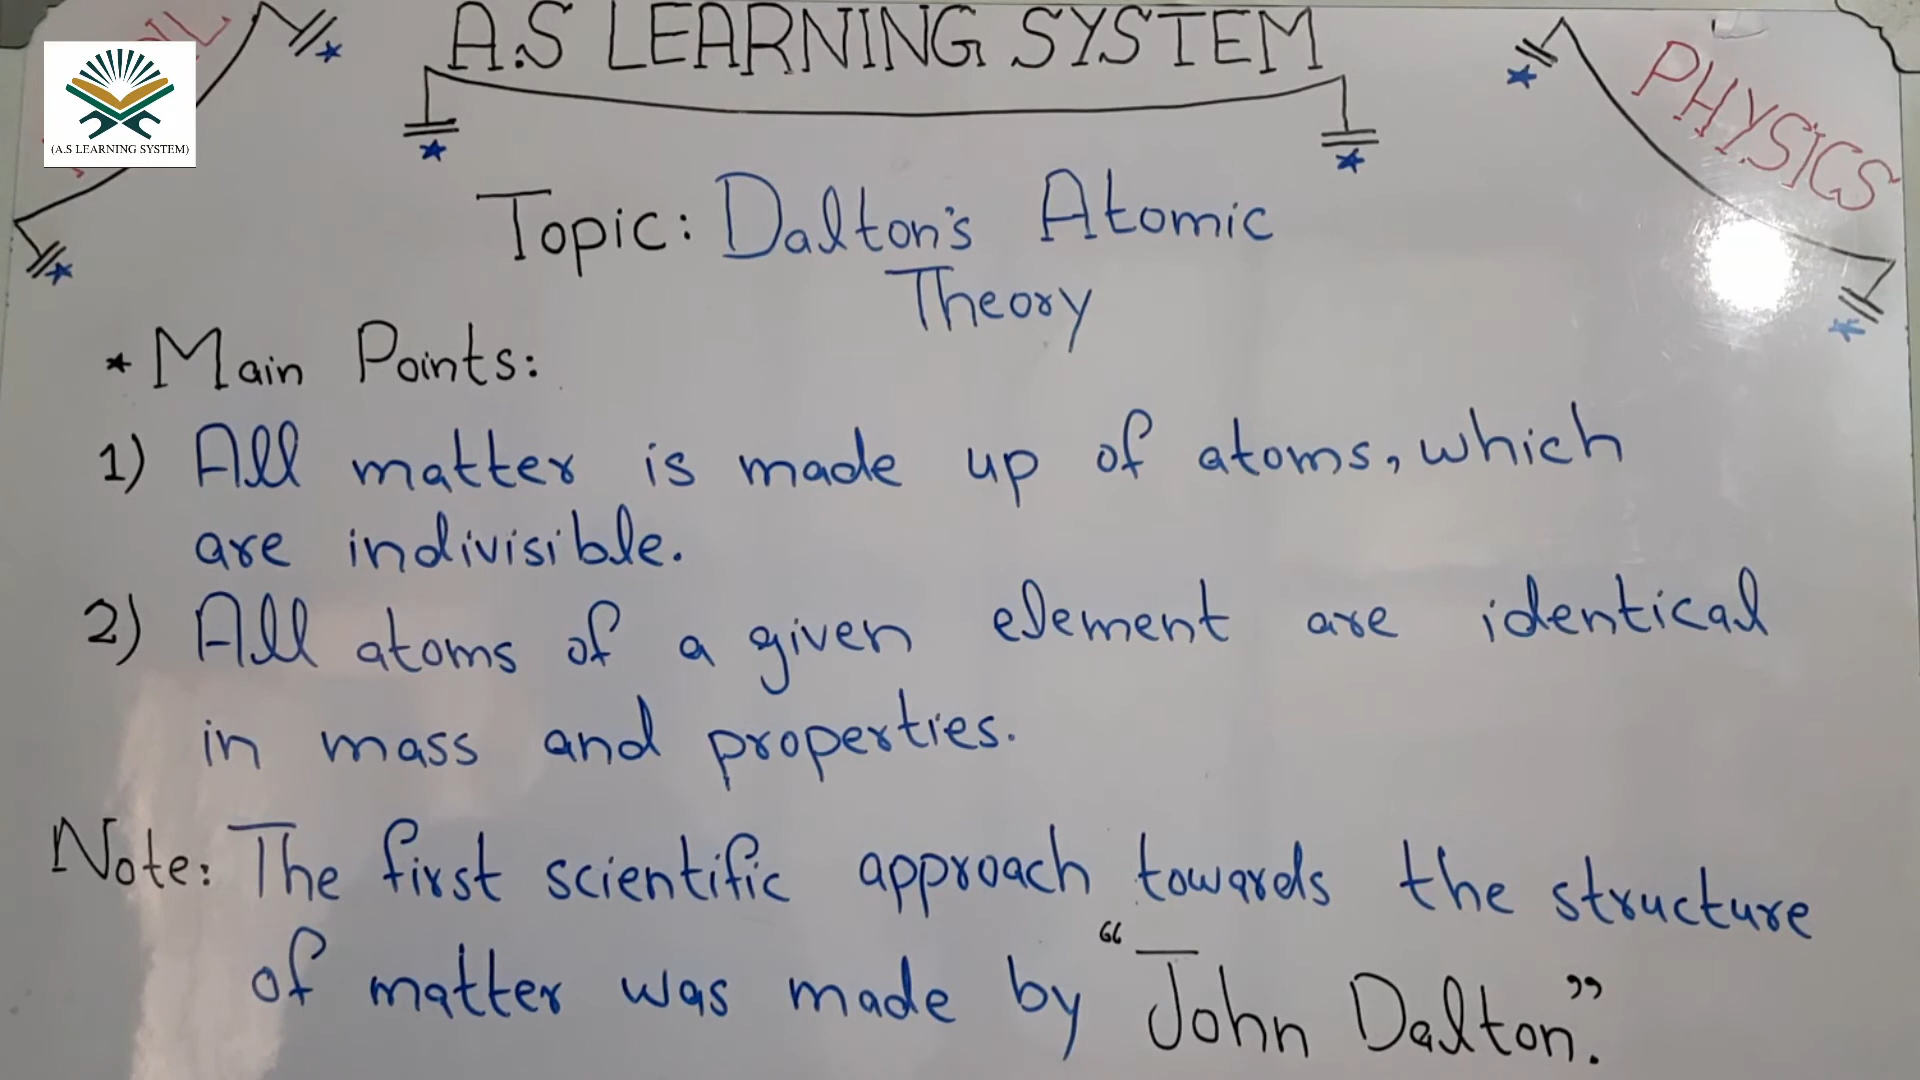 A.S LEARNING SYSTEM
PHYSICS
(A.S LEARNING SYSTEM)
Topic: Dalton's Atomic
Theory
* Main Points:
1) All matter is made up of atoms, which
are indivisible.
2) All atoms of a given element are identical
in mass and properties.
Note: The first scientific approach towards the structure
of matter was made by "John Dalton."